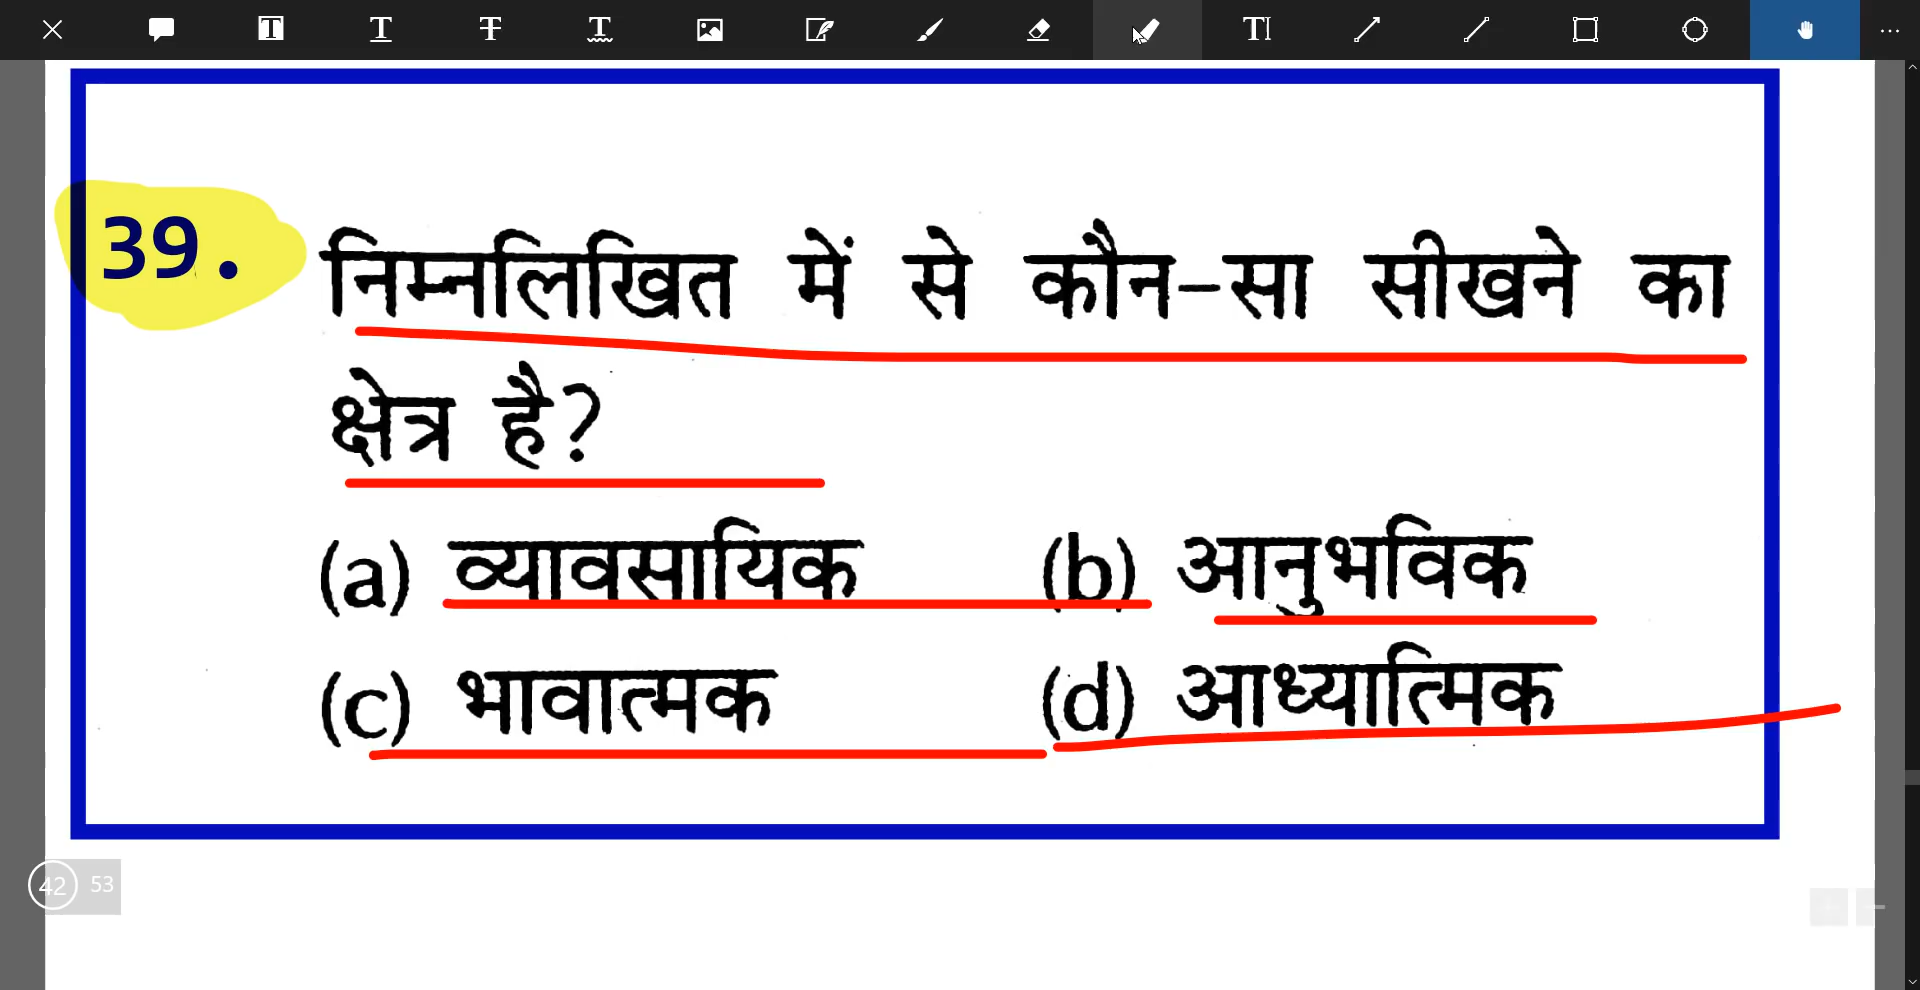 39. निम्नलिखित में से कौन-सा सीखने का
क्षेत्र है?
(a) व्यावसायिक (b) आनुभविक
(c) भावात्मक (d) आध्यात्मिक
42 53